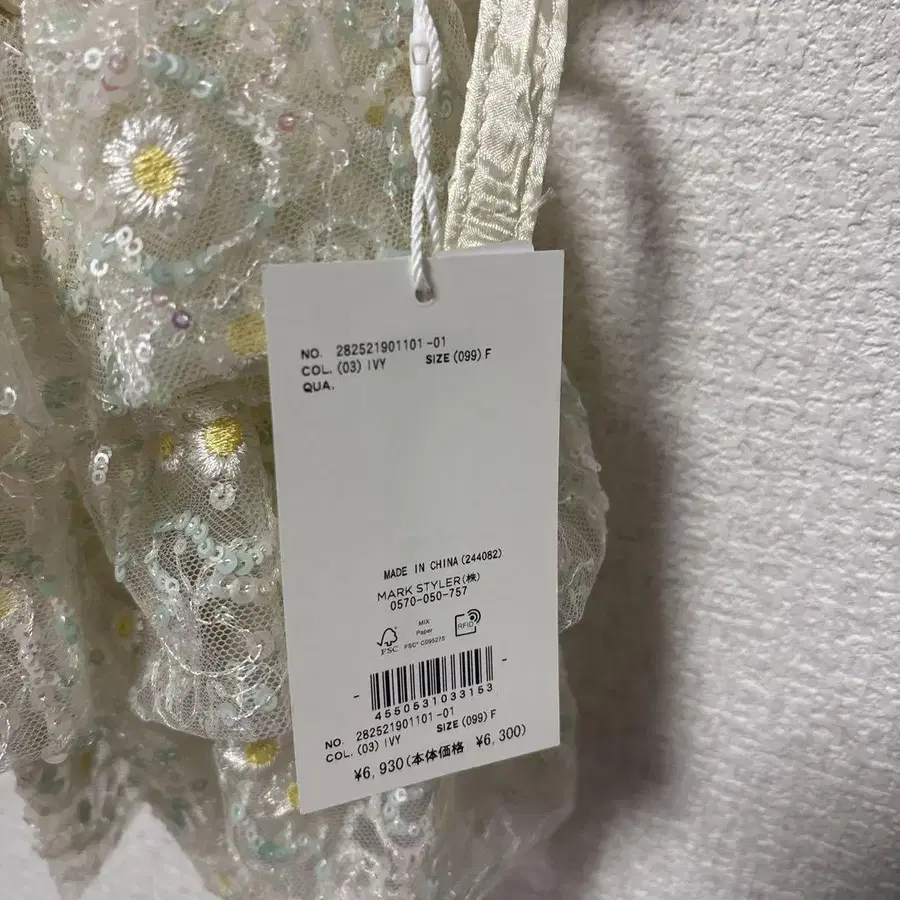 NO. 282521901101-01
COL. (03) IVY SIZE (099) F
QUA.
MADE IN CHINA (244082)
MARK STYLER(株)
0570-050-757
FSC
MIX
Paper
FSC® C095275
RFID
4550531033153
NO. 282521901101-01
COL. (03) IVY SIZE (099) F
¥6,930(本体価格 ¥6,300)